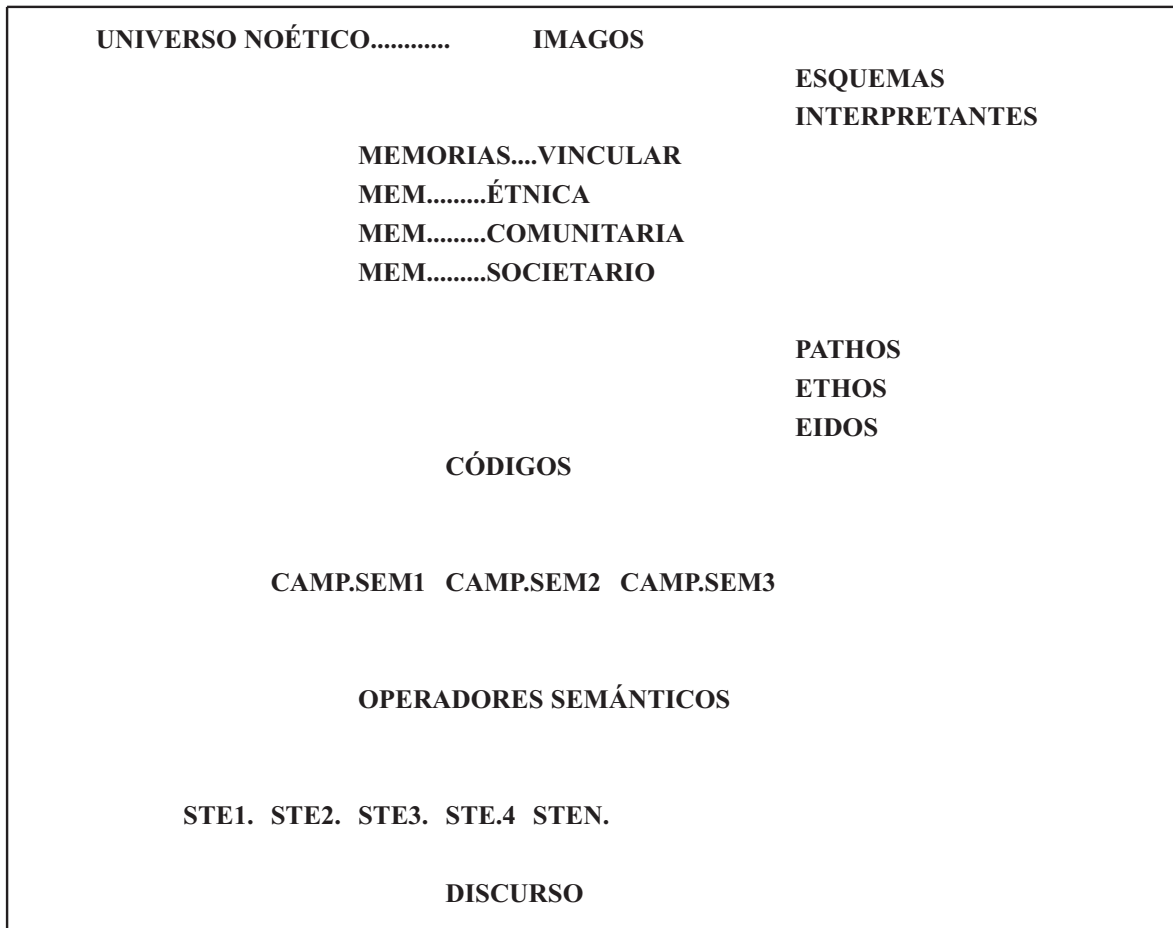 UNIVERSO NOÉTICO............ IMAGOS
ESQUEMAS
INTERPRETANTES
MEMORIAS....VINCULAR
MEM.........ÉTNICA
MEM.........COMUNITARIA
MEM.........SOCIETARIO
PATHOS
ETHOS
EIDOS
CÓDIGOS
CAMP.SEM1 CAMP.SEM2 CAMP.SEM3
OPERADORES SEMÁNTICOS
STE1. STE2. STE3. STE.4 STEN.
DISCURSO